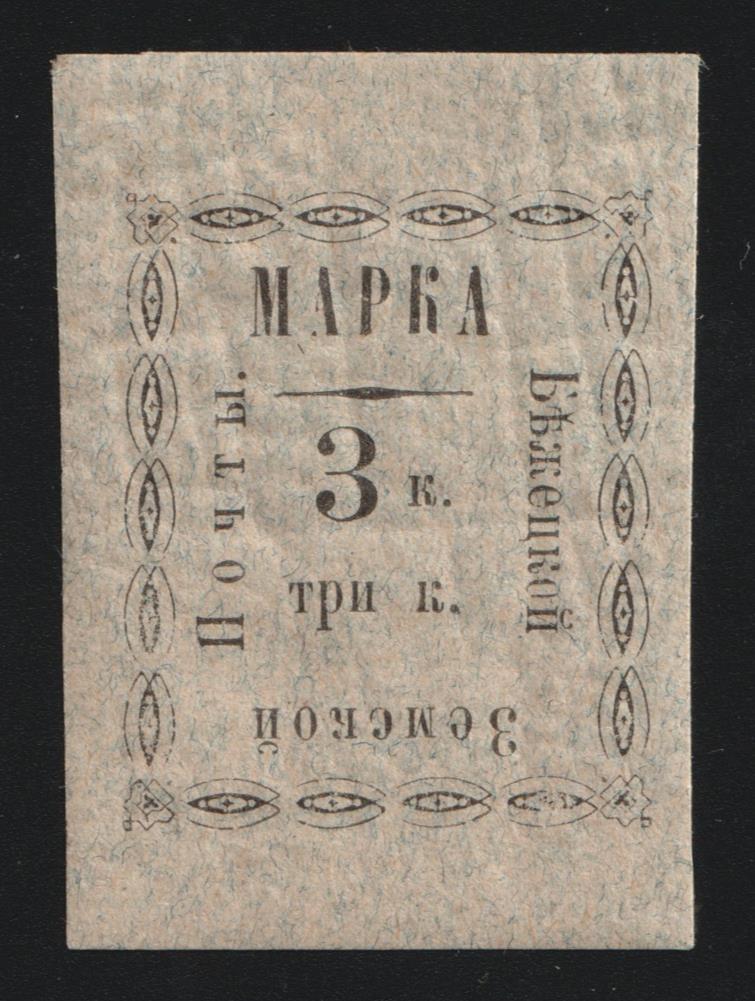 МАРКА
Бѣжецкой
Земской
Почты.
3 к.
три к.